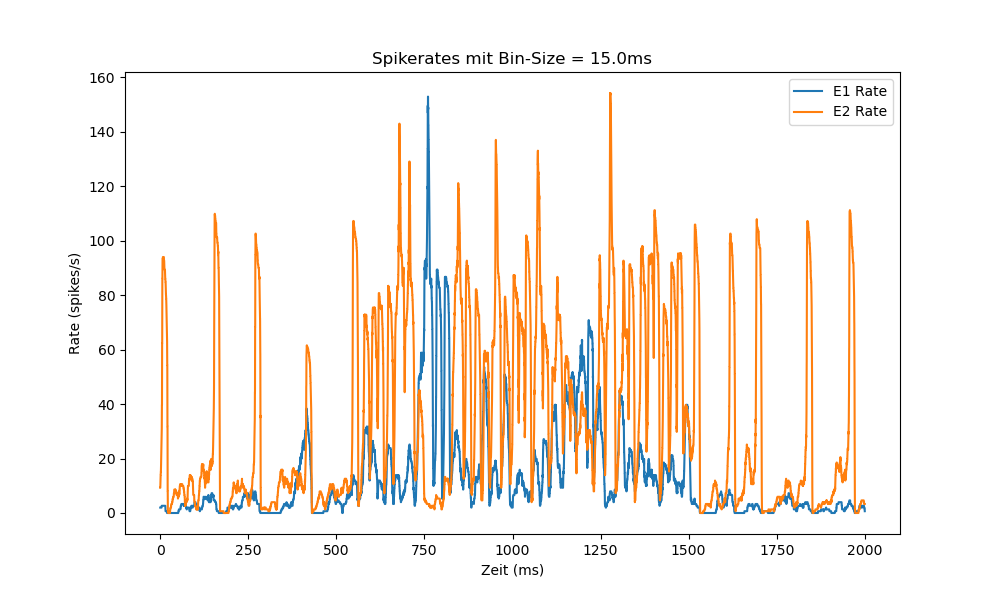 Spikerates mit Bin-Size = 15.0ms
160
140
120
100
80
60
40
20
0
Rate (spikes/s)
E1 Rate
E2 Rate
0 250 500 750 1000 1250 1500 1750 2000
Zeit (ms)